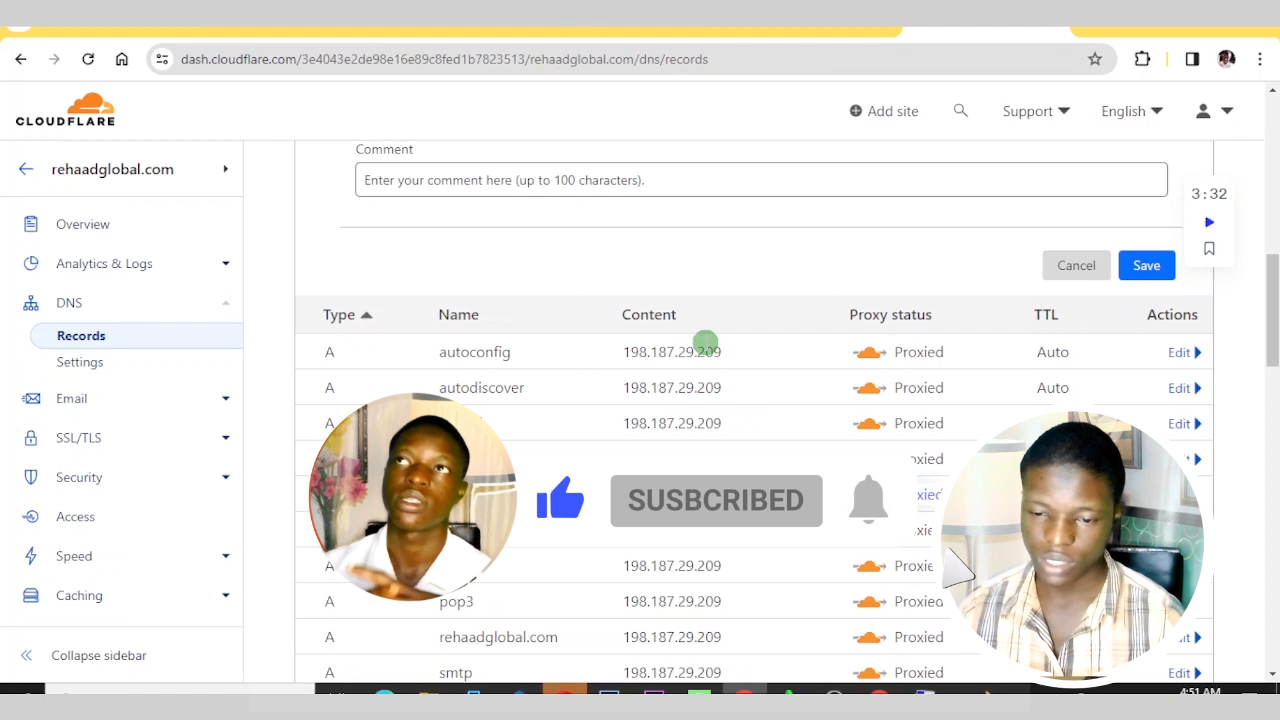 dash.cloudflare.com/3e4043e2de98e16e89c8fed1b7823513/rehaadglobal.com/dns/records
CLOUDFLARE
Add site
Support
English
rehaadglobal.com
Overview
Analytics & Logs
DNS
Records
Settings
Email
SSL/TLS
Security
Access
Speed
Caching
Collapse sidebar
Comment
Enter your comment here (up to 100 characters).
3:32
Cancel Save
Type Name Content Proxy status TTL Actions
A autoconfig 198.187.29.209 Proxied Auto Edit
A autodiscover 198.187.29.209 Proxied Auto Edit
A 198.187.29.209 Proxied Edit
SUSBCRIBED
A 198.187.29.209
A pop3 198.187.29.209 Proxied
A rehaadglobal.com 198.187.29.209 Proxied
A smtp 198.187.29.209 Proxied Edit
4:51 AM